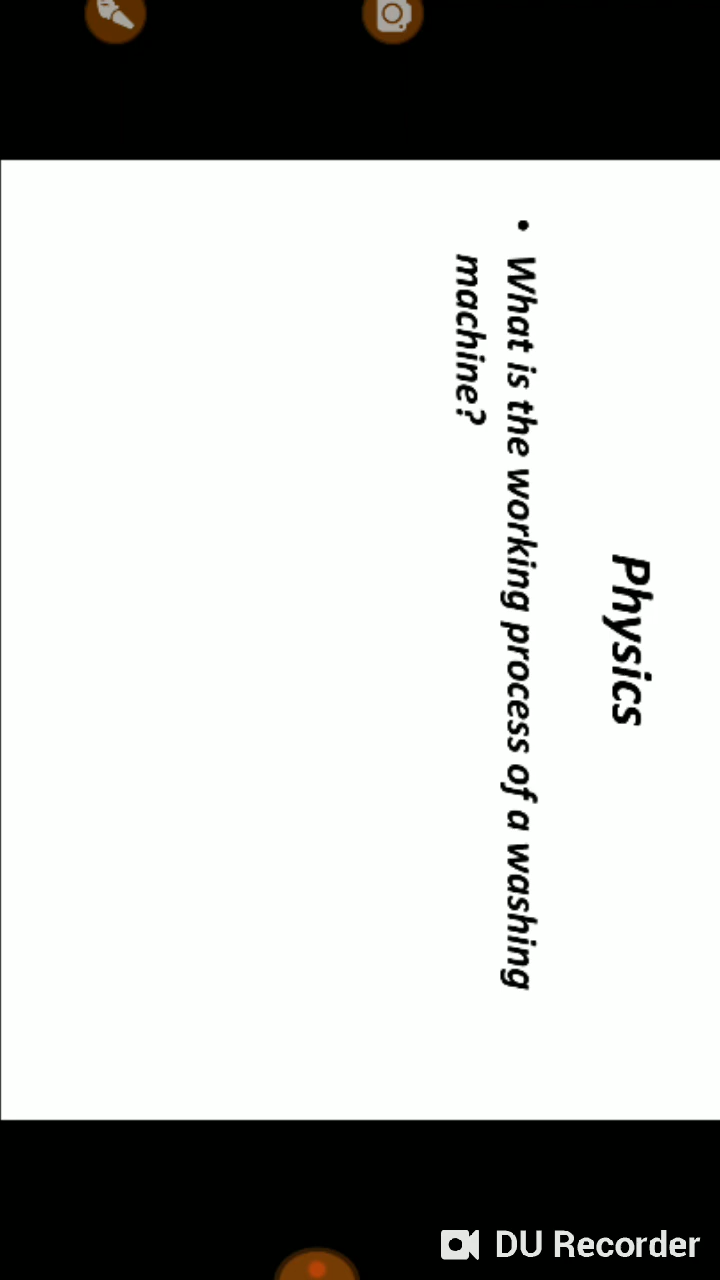 Physics
• What is the working process of a washing
machine?
DU Recorder